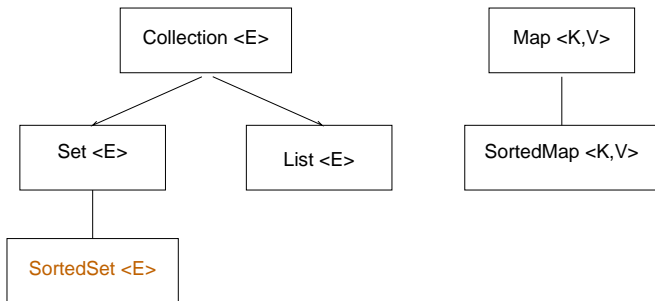 Collection <E>
Map <K,V>
Set <E>
List <E>
SortedMap <K,V>
SortedSet <E>